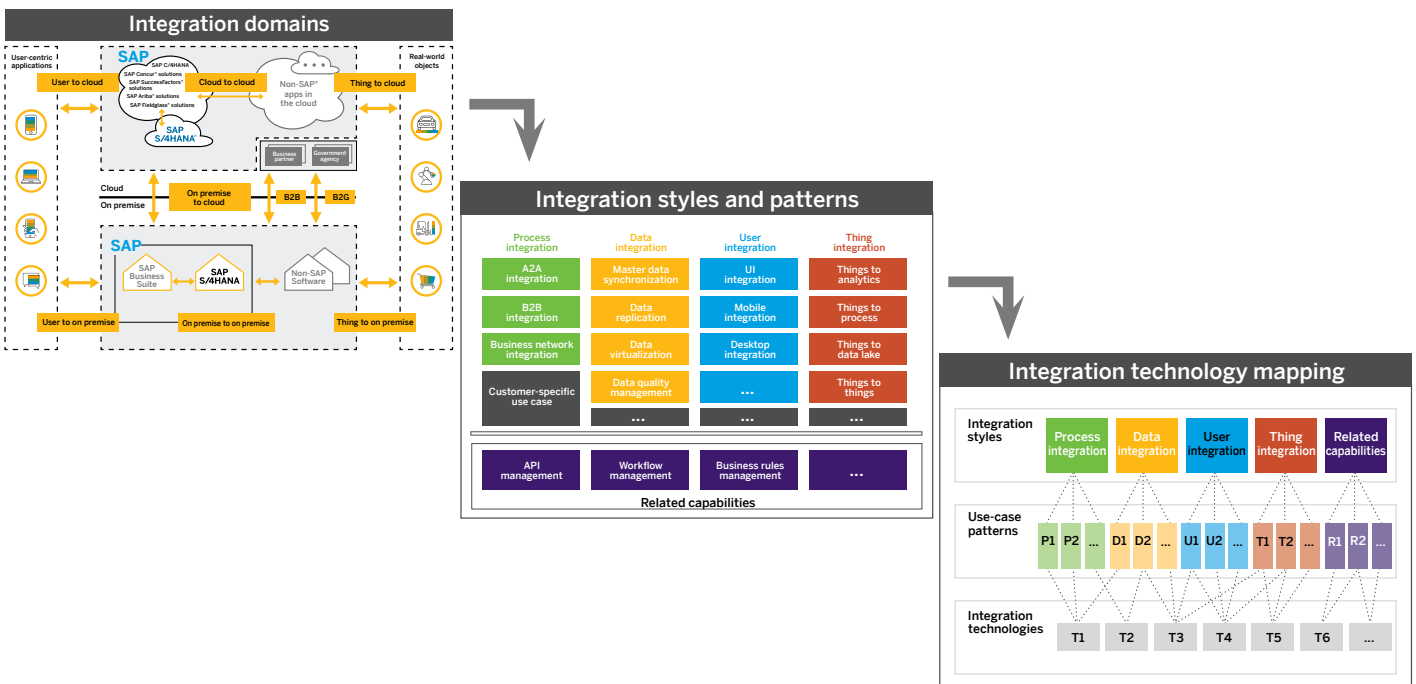 Integration domains
User-centric
applications
SAP
SAP C/4HANA
SAP Concur® solutions
SAP SuccessFactors®
solutions
SAP Ariba® solutions
SAP Fieldglass® solutions
SAP
S/4HANA®
User to cloud
Cloud to cloud
Non-SAP®
apps in
the cloud
Thing to cloud
Real-world
objects
Business
partner
Government
agency
Cloud
On premise
On premise
to cloud
B2B
B2G
SAP
SAP
Business
Suite
SAP
S/4HANA
Non-SAP
Software
User to on premise
On premise to on premise
Thing to on premise
Integration styles and patterns
Process
integration
Data
integration
User
integration
Thing
integration
A2A
integration
Master data
synchronization
UI
integration
Things to
analytics
B2B
integration
Data
replication
Mobile
integration
Things to
process
Business network
integration
Data
virtualization
Desktop
integration
Things to
data lake
Customer-specific
use case
Data quality
management
...
Things to
things
...
...
...
API
management
Workflow
management
Business rules
management
...
Related capabilities
Integration technology mapping
Integration
styles
Process
integration
Data
integration
User
integration
Thing
integration
Related
capabilities
Use-case
patterns
P1 P2 ... D1 D2 ... U1 U2 ... T1 T2 ... R1 R2 ...
Integration
technologies
T1 T2 T3 T4 T5 T6 ...